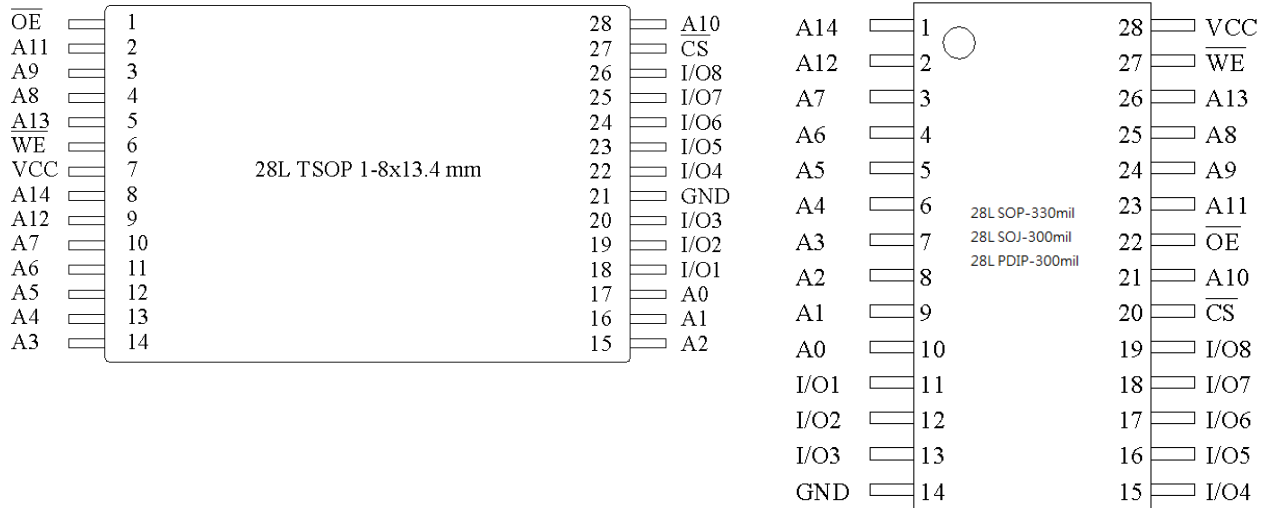 OE 1 28 A10
A11 2 27 CS
A9 3 26 I/O8
A8 4 25 I/O7
A13 5 24 I/O6
WE 6 23 I/O5
VCC 7 28L TSOP 1-8x13.4 mm 22 I/O4
A14 8 21 GND
A12 9 20 I/O3
A7 10 19 I/O2
A6 11 18 I/O1
A5 12 17 A0
A4 13 16 A1
A3 14 15 A2
A14 1 28 VCC
A12 2 27 WE
A7 3 26 A13
A6 4 25 A8
A5 5 24 A9
A4 6 28L SOP-330mil 23 A11
A3 7 28L SOJ-300mil 22 OE
28L PDIP-300mil
A2 8 21 A10
A1 9 20 CS
A0 10 19 I/O8
I/O1 11 18 I/O7
I/O2 12 17 I/O6
I/O3 13 16 I/O5
GND 14 15 I/O4